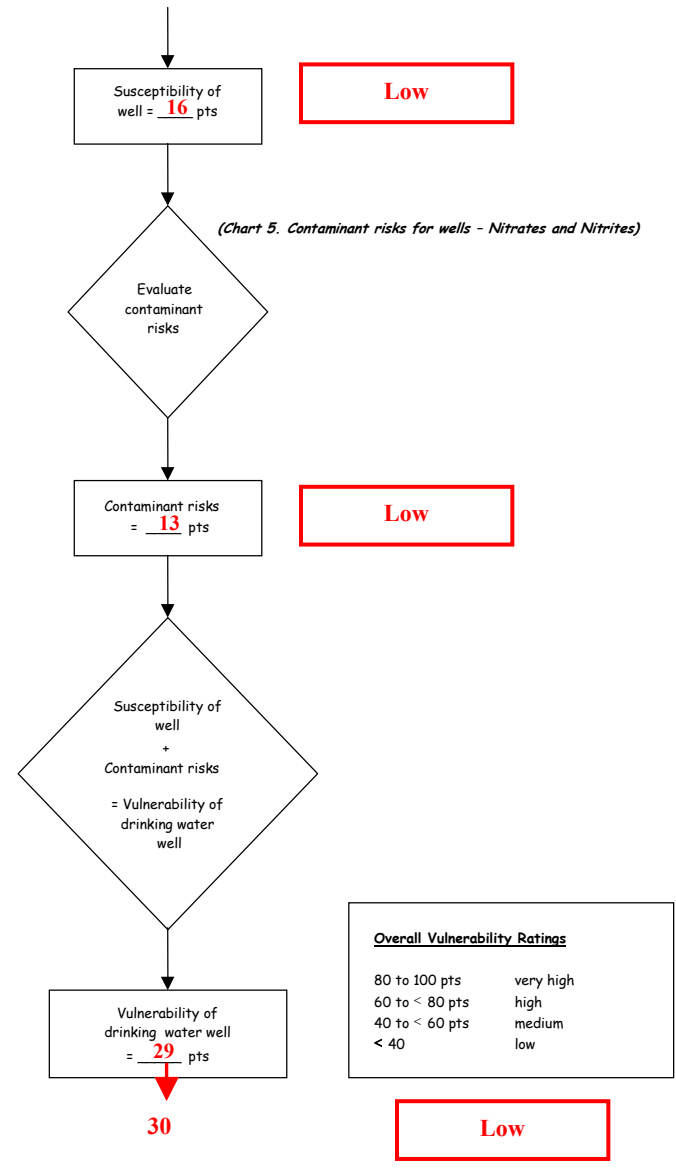 Susceptibility of
well = 16 pts
Low
(Chart 5. Contaminant risks for wells – Nitrates and Nitrites)
Evaluate
contaminant
risks
Contaminant risks
= 13 pts
Low
Susceptibility of
well
+
Contaminant risks
= Vulnerability of
drinking water
well
Overall Vulnerability Ratings
80 to 100 pts very high
60 to < 80 pts high
40 to < 60 pts medium
< 40 low
Vulnerability of
drinking water well
= 29 pts
30
Low